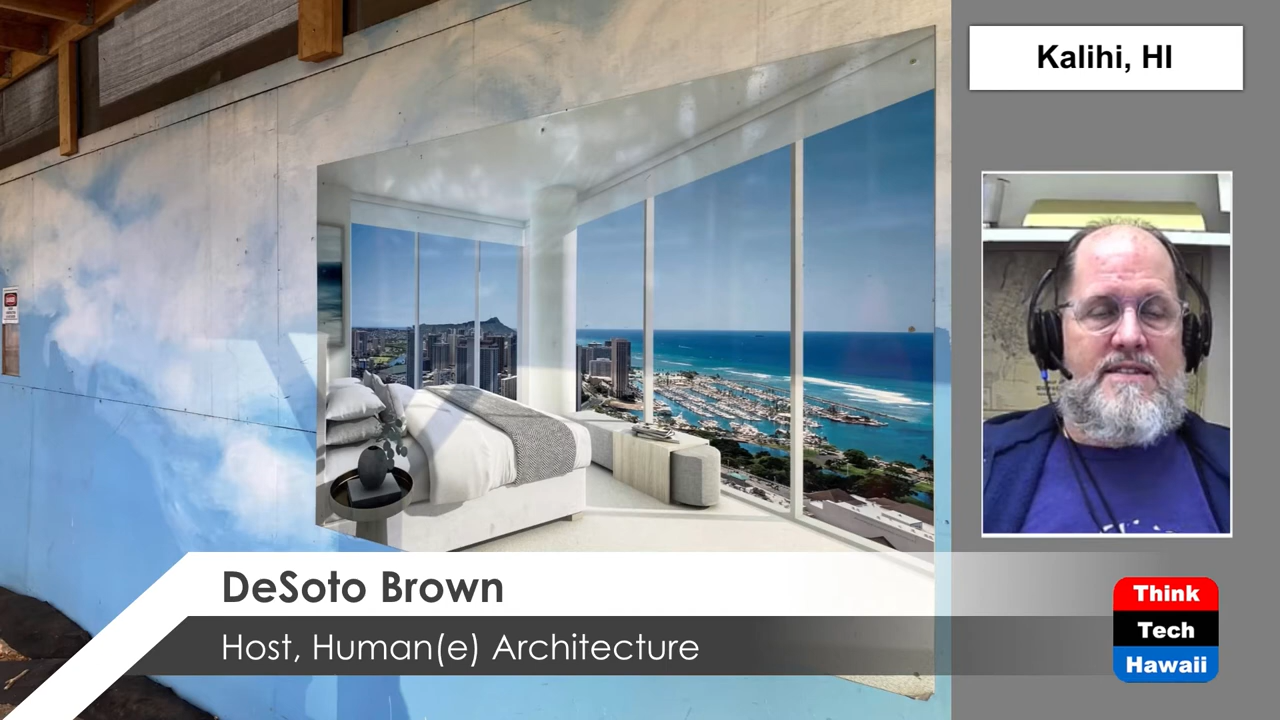 Kalihi, HI
DeSoto Brown
Host, Human(e) Architecture
Think
Tech
Hawaii